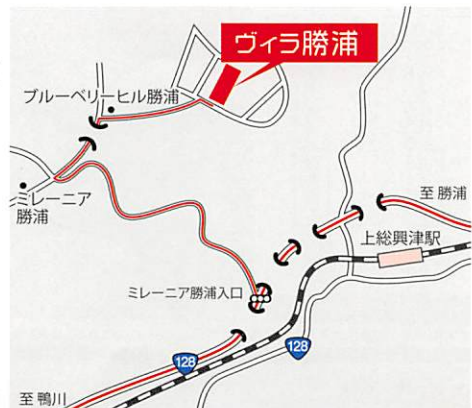 ヴィラ勝浦
ブルーベリーヒル勝浦
ミレーニア
勝浦
至 勝浦
上総興津駅
ミレーニア勝浦入口
128
128
至 鴨川